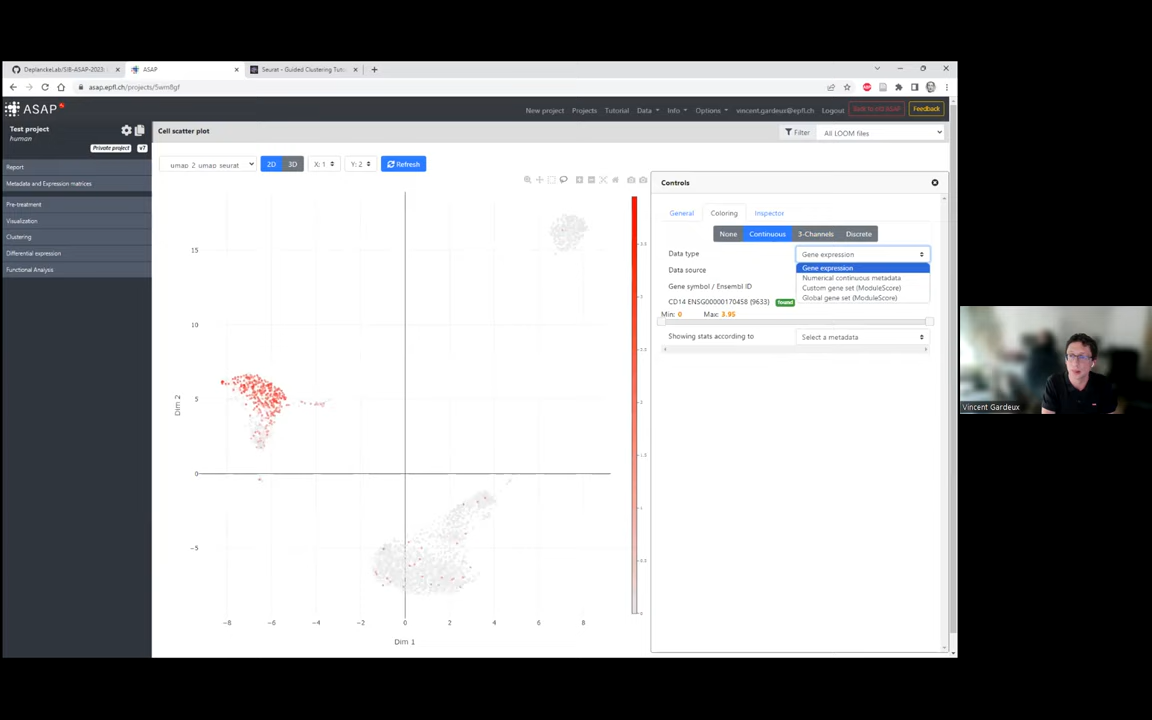 DeplanckeLab/SIB-ASAP-2023:
ASAP
Seurat - Guided Clustering Tut
asap.epfl.ch/projects/5wm8gf
ASAP
New project
Projects
Tutorial
Data
Info
Options
vincent.gardeux@epfl.ch
Logout
Feedback
Test project
human
Private project
v7
Cell scatter plot
Filter
All LOOM files
Report
Metadata and Expression matrices
Pre-treatment
Visualization
Clustering
Differential expression
Functional Analysis
umap_2_umap_seurat
2D
3D
X: 1
Y: 2
Refresh
Controls
General
Coloring
Inspector
None
Continuous
3-Channels
Discrete
Data type
Gene expression
Gene expression
Numerical continuous metadata
Custom gene set (ModuleScore)
Global gene set (ModuleScore)
Data source
Gene symbol / Ensembl ID
CD14 ENSG00000170458 (9633)
found
Min: 0
Max: 3.95
Showing stats according to
Select a metadata
15
10
5
0
−5
Dim 2
−8
−6
−4
−2
0
2
4
6
8
Dim 1
Vincent Gardeux